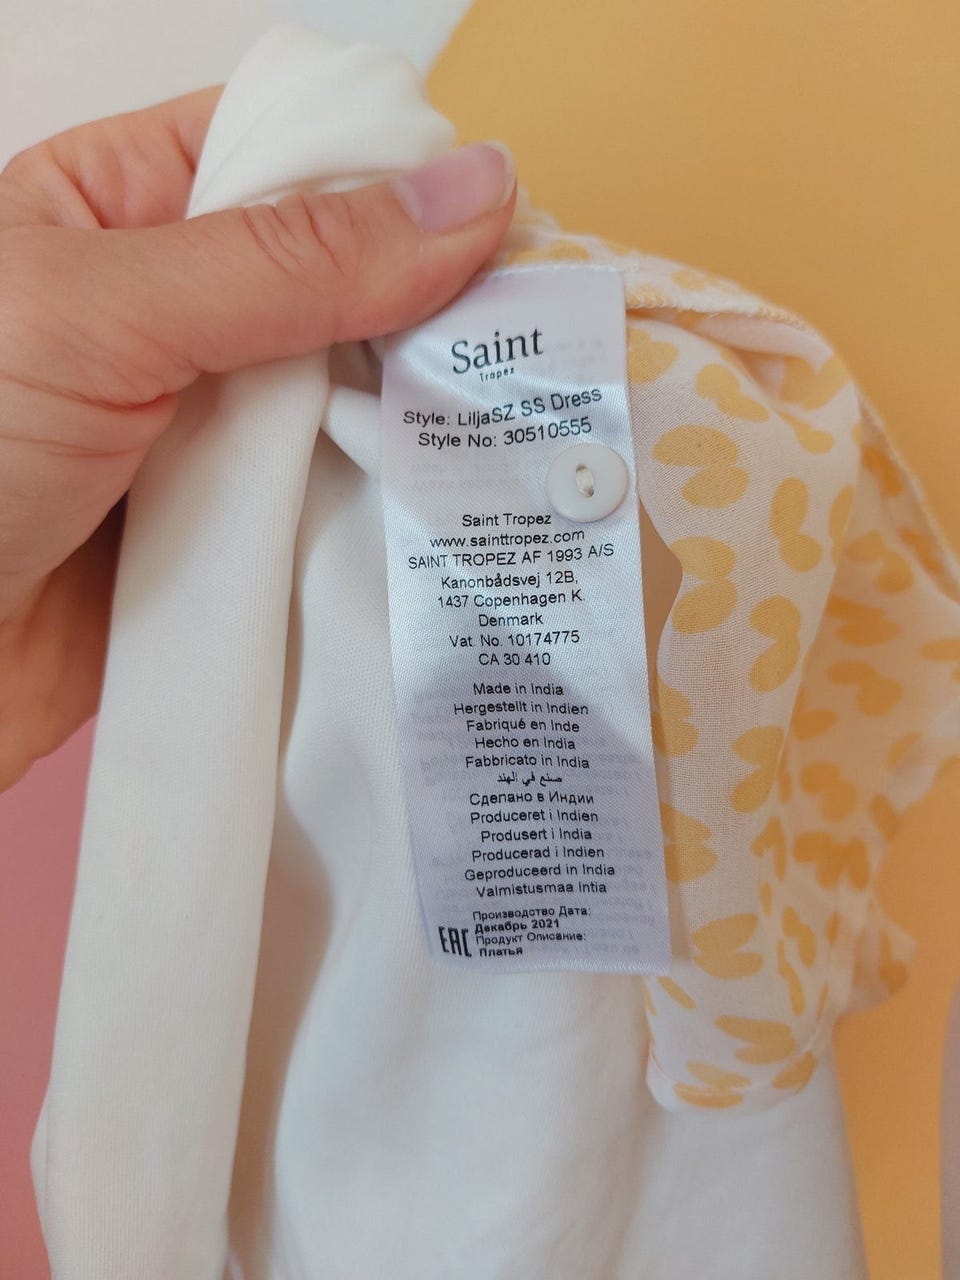 Saint
Tropez
Style: LiljaSZ SS Dress
Style No: 30510555
Saint Tropez
www.sainttropez.com
SAINT TROPEZ AF 1993 A/S
Kanonbådsvej 12B,
1437 Copenhagen K.
Denmark
Vat. No. 10174775
CA 30 410
Made in India
Hergestellt in Indien
Fabriqué en Inde
Hecho en India
Fabbricato in India
صنع في الهند
Сделано в Индии
Produceret i Indien
Produsert i India
Producerad i Indien
Geproduceerd in India
Valmistusmaa Intia
Производство Дата:
Декабрь 2021
EAC Продукт Описание:
Платья